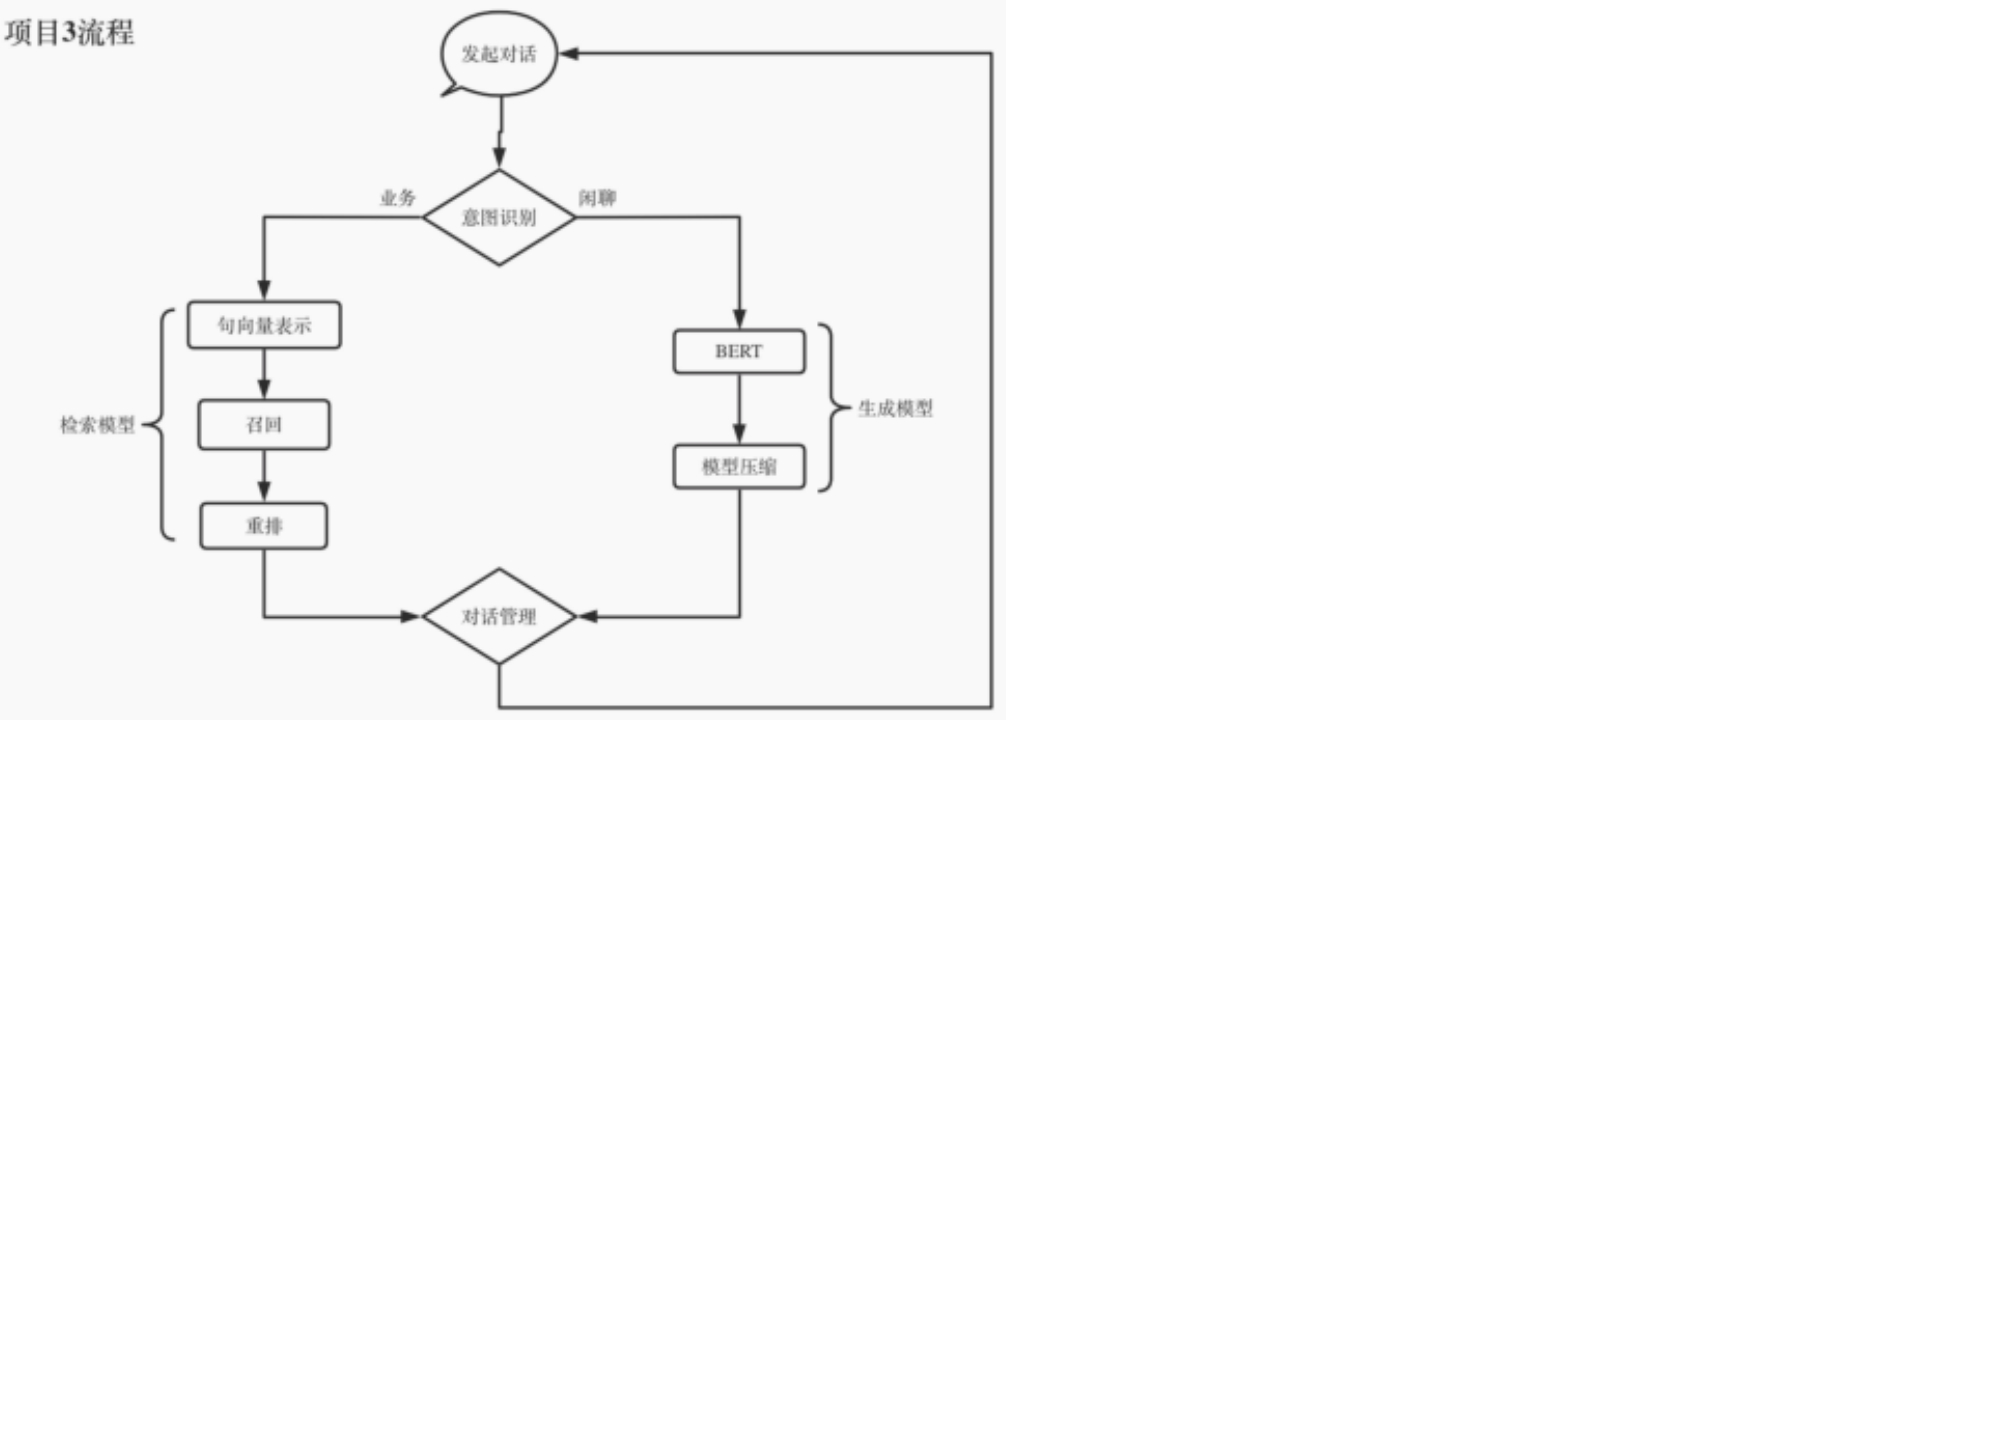 项目3流程
发起对话
业务
闲聊
意图识别
句向量表示
BERT
检索模型
召回
生成模型
模型压缩
重排
对话管理